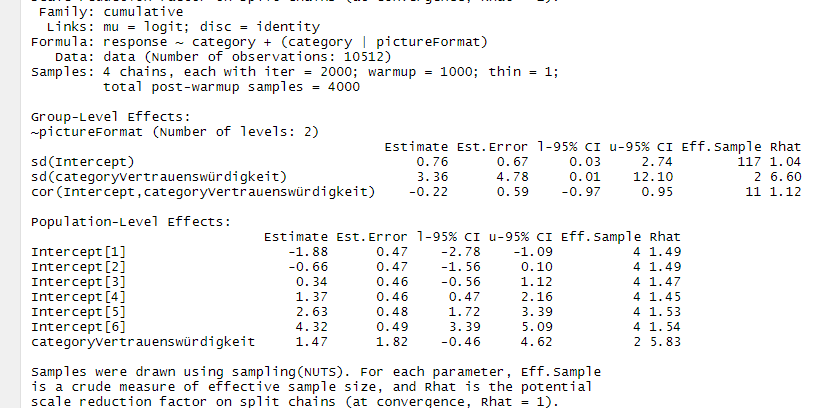 scale reduction factor on split chains (at convergence, Rhat = 1).
Family: cumulative
Links: mu = logit; disc = identity
Formula: response ~ category + (category | pictureFormat)
Data: data (Number of observations: 10512)
Samples: 4 chains, each with iter = 2000; warmup = 1000; thin = 1;
total post-warmup samples = 4000
Group-Level Effects:
~pictureFormat (Number of levels: 2)
Estimate Est.Error l-95% CI u-95% CI Eff.Sample Rhat
sd(Intercept) 0.76 0.67 0.03 2.74 117 1.04
sd(categoryVertrauenswürdigkeit) 3.36 4.78 0.01 12.10 2 6.60
cor(Intercept,categoryVertrauenswürdigkeit) -0.22 0.59 -0.97 0.95 11 1.12
Population-Level Effects:
Estimate Est.Error l-95% CI u-95% CI Eff.Sample Rhat
Intercept[1] -1.88 0.47 -2.78 -1.09 4 1.49
Intercept[2] -0.66 0.47 -1.56 0.10 4 1.49
Intercept[3] 0.34 0.46 -0.56 1.12 4 1.47
Intercept[4] 1.37 0.46 0.47 2.16 4 1.45
Intercept[5] 2.63 0.48 1.72 3.39 4 1.53
Intercept[6] 4.32 0.49 3.39 5.09 4 1.54
categoryVertrauenswürdigkeit 1.47 1.82 -0.46 4.62 2 5.83
Samples were drawn using sampling(NUTS). For each parameter, Eff.Sample
is a crude measure of effective sample size, and Rhat is the potential
scale reduction factor on split chains (at convergence, Rhat = 1).